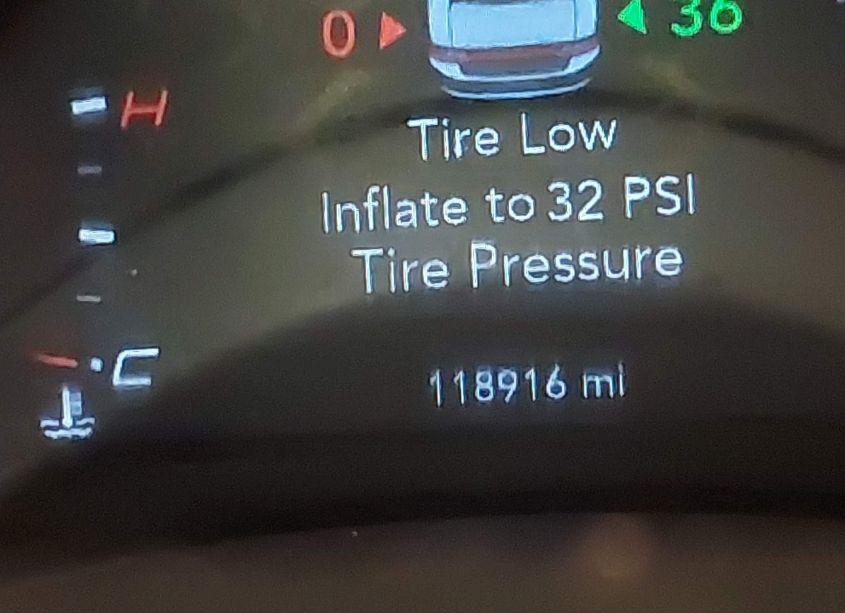 0 36
H
Tire Low
Inflate to 32 PSI
Tire Pressure
C
118916 mi